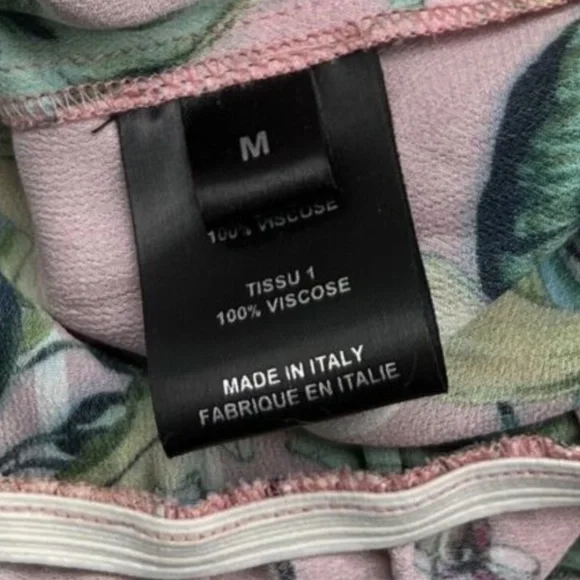 M
100% VISCOSE
TISSU 1
100% VISCOSE
MADE IN ITALY
FABRIQUE EN ITALIE